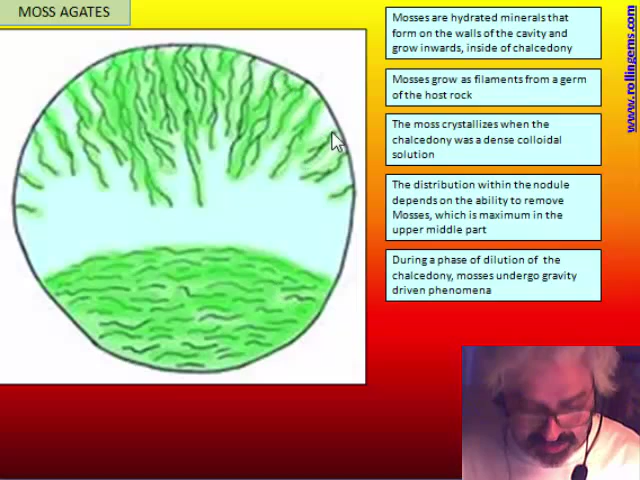 MOSS AGATES
Mosses are hydrated minerals that
form on the walls of the cavity and
grow inwards, inside of chalcedony
Mosses grow as filaments from a germ
of the host rock
The moss crystallizes when the
chalcedony was a dense colloidal
solution
The distribution within the nodule
depends on the ability to remove
Mosses, which is maximum in the
upper middle part
During a phase of dilution of the
chalcedony, mosses undergo gravity
driven phenomena
www.rollingems.com